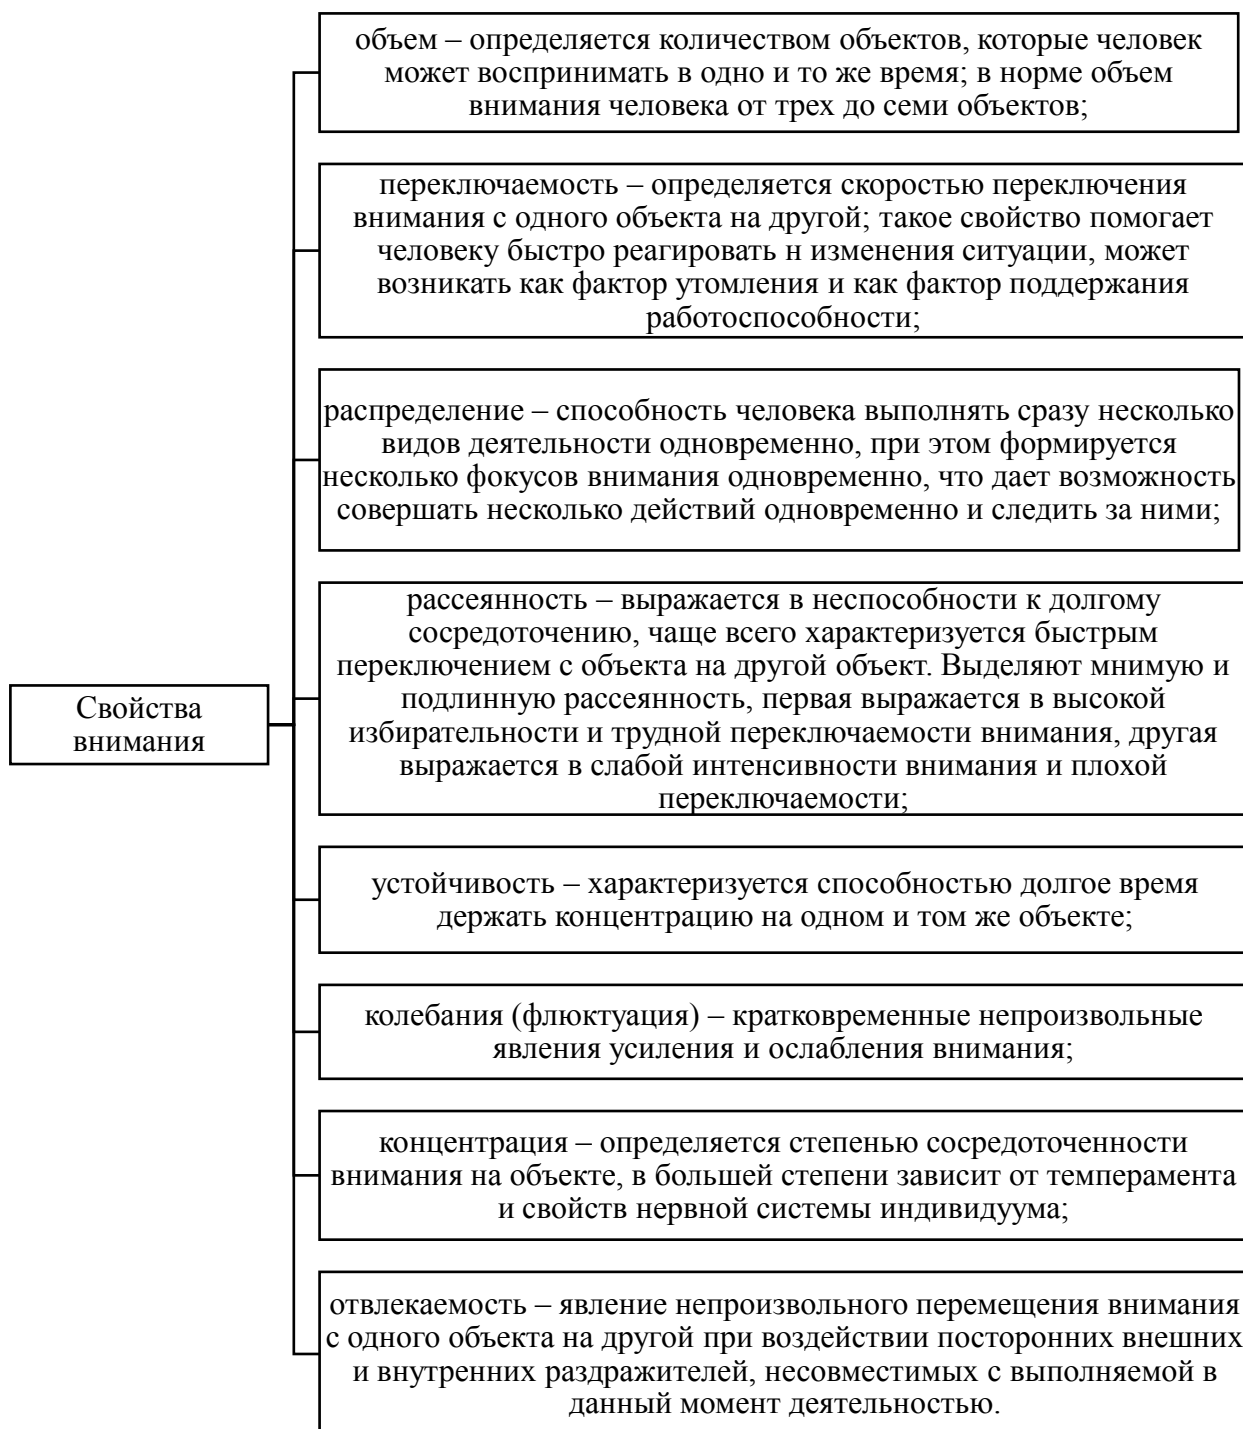 объем – определяется количеством объектов, которые человек
может воспринимать в одно и то же время; в норме объем
внимания человека от трех до семи объектов;
переключаемость – определяется скоростью переключения
внимания с одного объекта на другой; такое свойство помогает
человеку быстро реагировать н изменения ситуации, может
возникать как фактор утомления и как фактор поддержания
работоспособности;
распределение – способность человека выполнять сразу несколько
видов деятельности одновременно, при этом формируется
несколько фокусов внимания одновременно, что дает возможность
совершать несколько действий одновременно и следить за ними;
рассеянность – выражается в неспособности к долгому
сосредоточению, чаще всего характеризуется быстрым
переключением с объекта на другой объект. Выделяют мнимую и
подлинную рассеянность, первая выражается в высокой
избирательности и трудной переключаемости внимания, другая
выражается в слабой интенсивности внимания и плохой
переключаемости;
Свойства
внимания
устойчивость – характеризуется способностью долгое время
держать концентрацию на одном и том же объекте;
колебания (флюктуация) – кратковременные непроизвольные
явления усиления и ослабления внимания;
концентрация – определяется степенью сосредоточенности
внимания на объекте, в большей степени зависит от темперамента
и свойств нервной системы индивидуума;
отвлекаемость – явление непроизвольного перемещения внимания
с одного объекта на другой при воздействии посторонних внешних
и внутренних раздражителей, несовместимых с выполняемой в
данный момент деятельностью.